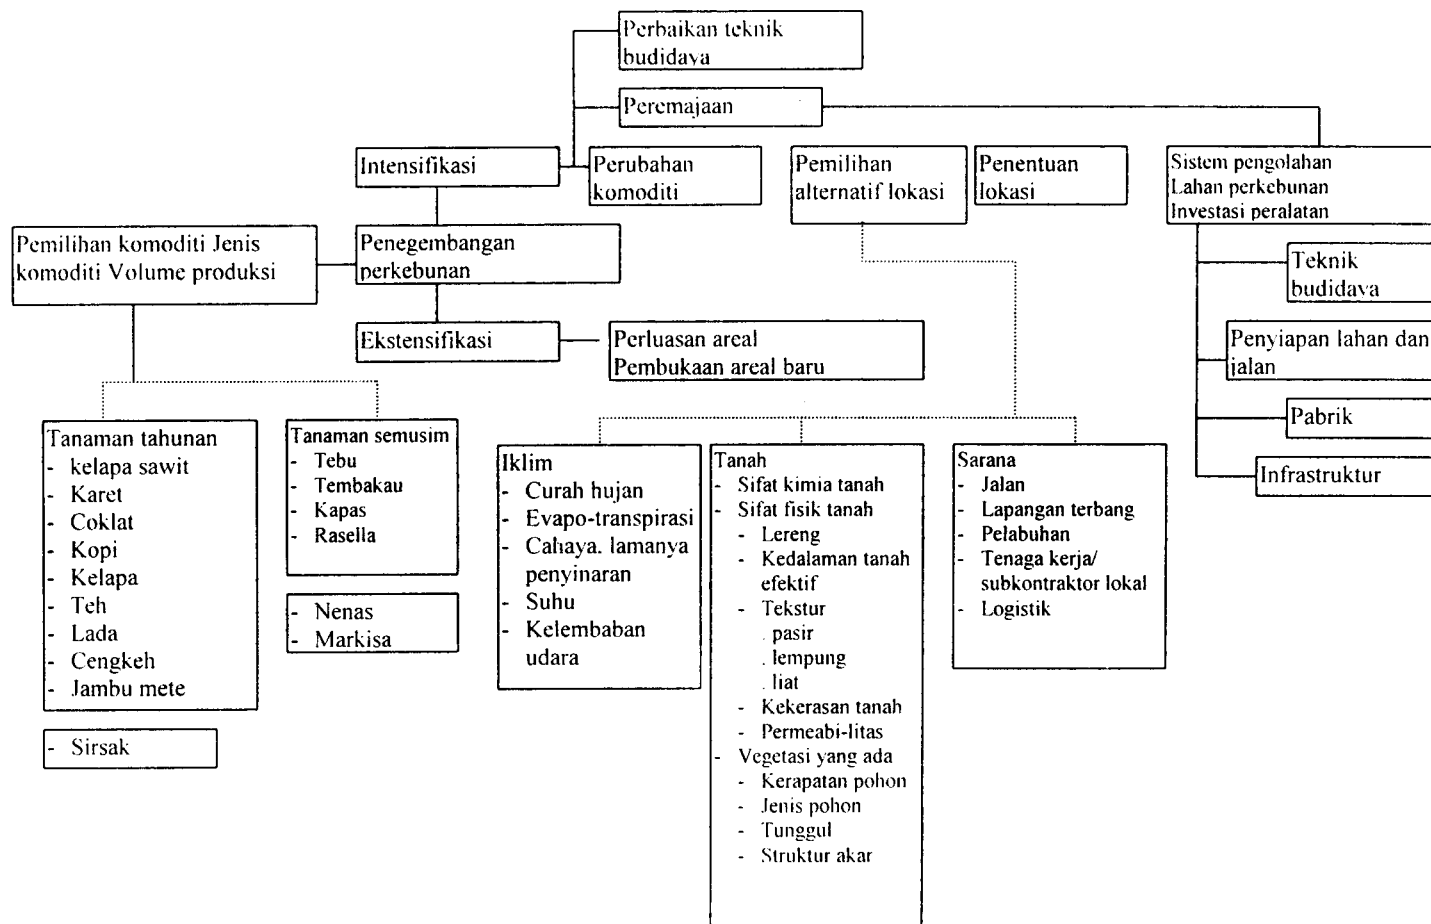 Perbaikan teknik
budidaya
Peremajaan
Intensifikasi
Perubahan
komoditi
Pemilihan
alternatif lokasi
Penentuan
lokasi
Sistem pengolahan
Lahan perkebunan
Investasi peralatan
Pemilihan komoditi Jenis
komoditi Volume produksi
Penegembangan
perkebunan
Teknik
budidaya
Ekstensifikasi
Perluasan areal
Pembukaan areal baru
Penyiapan lahan dan
jalan
Pabrik
Infrastruktur
Tanaman tahunan
- kelapa sawit
- Karet
- Coklat
- Kopi
- Kelapa
- Teh
- Lada
- Cengkeh
- Jambu mete
- Sirsak
Tanaman semusim
- Tebu
- Tembakau
- Kapas
- Rasella
- Nenas
- Markisa
Iklim
- Curah hujan
- Evapo-transpirasi
- Cahaya. lamanya
penyinaran
- Suhu
- Kelembaban
udara
Tanah
- Sifat kimia tanah
- Sifat fisik tanah
- Lereng
- Kedalaman tanah
efektif
- Tekstur
. pasir
. lempung
. liat
- Kekerasan tanah
- Permeabi-litas
- Vegetasi yang ada
- Kerapatan pohon
- Jenis pohon
- Tunggul
- Struktur akar
Sarana
- Jalan
- Lapangan terbang
- Pelabuhan
- Tenaga kerja/
subkontraktor lokal
- Logistik